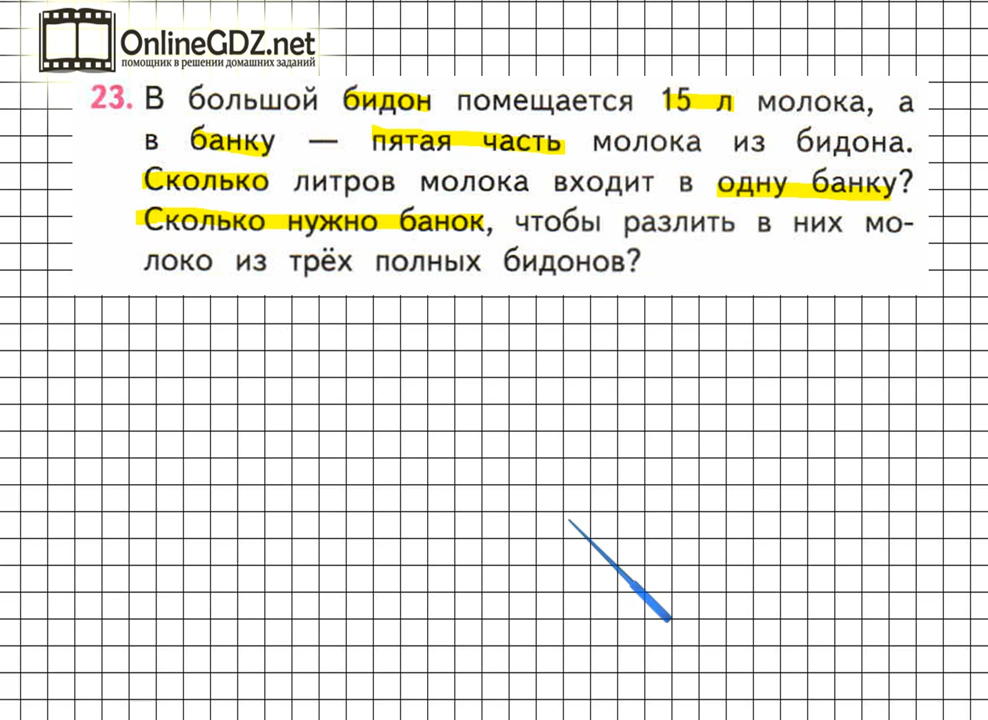 OnlineGDZ.net
помощник в решении домашних заданий
23. В большой бидон помещается 15 л молока, а
в банку — пятая часть молока из бидона.
Сколько литров молока входит в одну банку?
Сколько нужно банок, чтобы разлить в них мо-
локо из трёх полных бидонов?